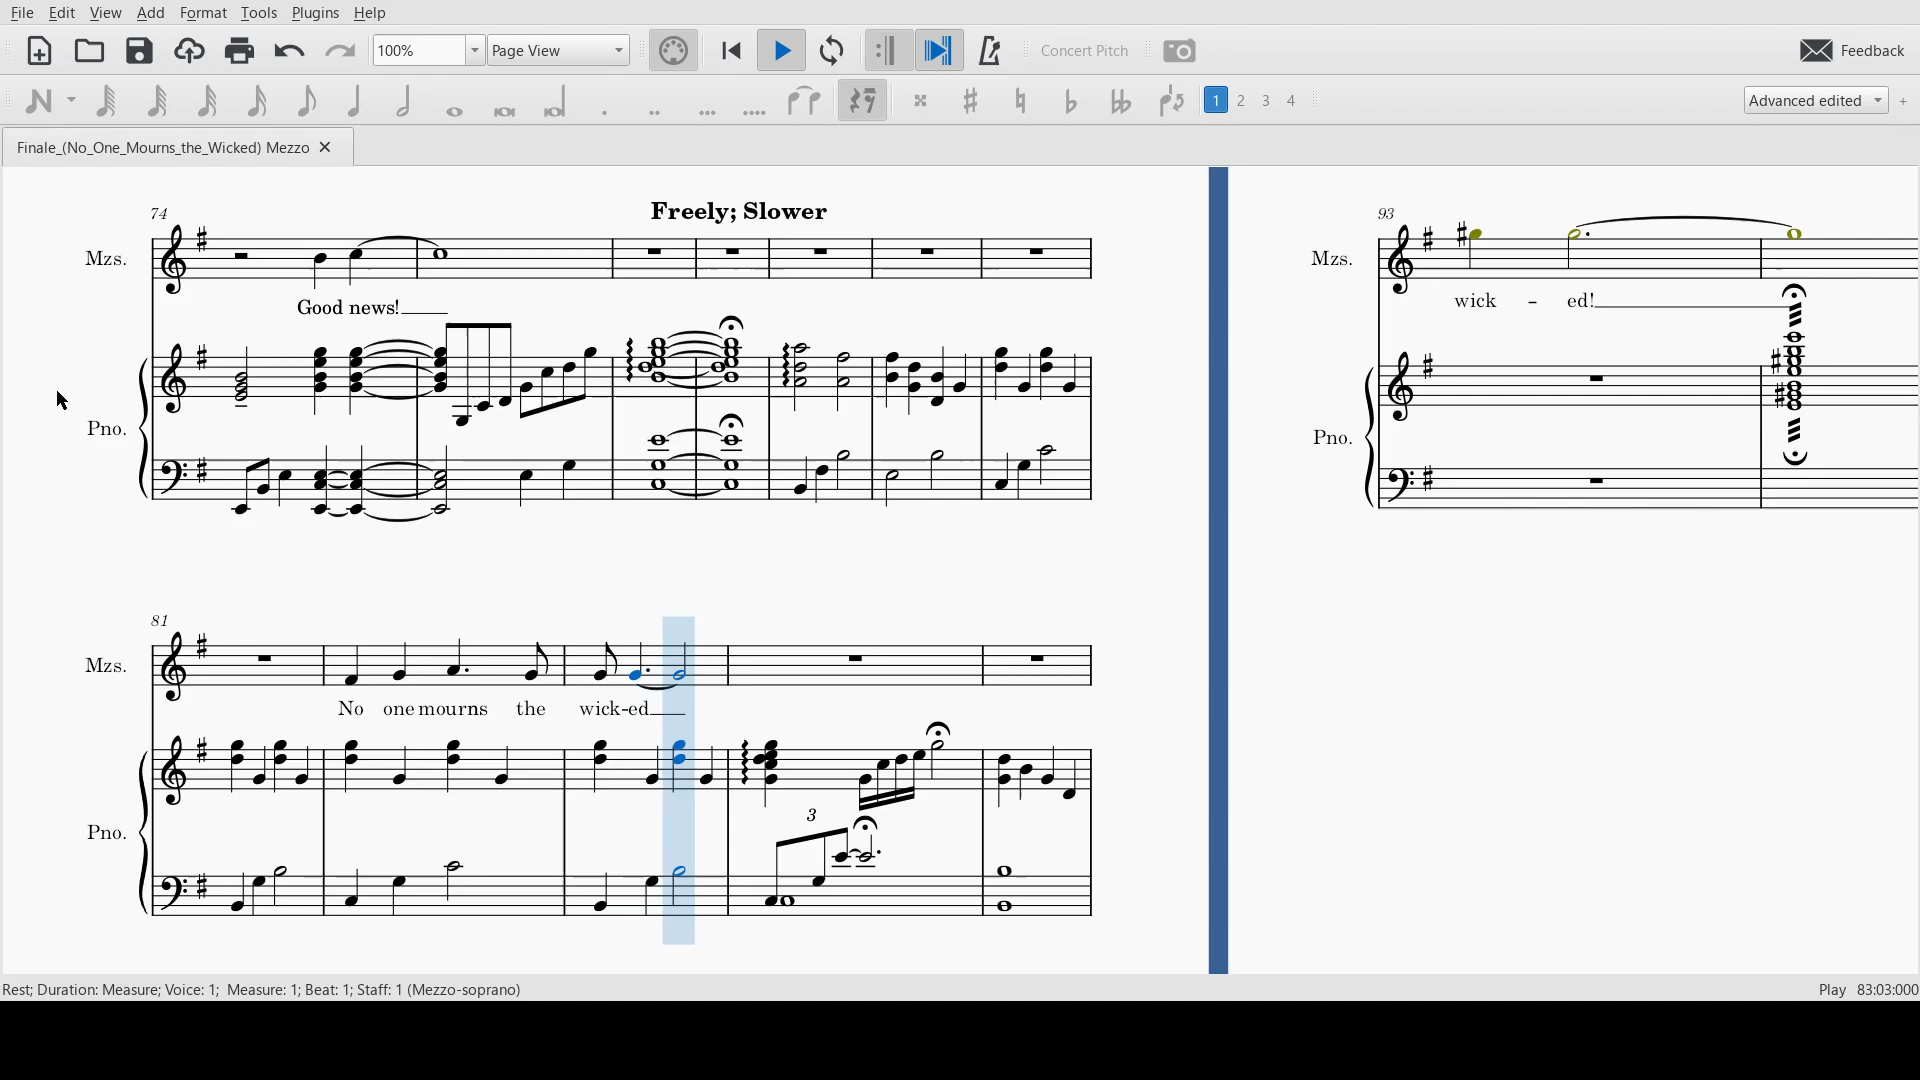 File Edit View Add Format Tools Plugins Help
100% Page View Concert Pitch Feedback
1 2 3 4 Advanced edited +
Finale_(No_One_Mourns_the_Wicked) Mezzo
Freely; Slower
74
Mzs.
Good news!
Pno.
81
Mzs.
No one mourns the wick-ed
3
Pno.
93
Mzs.
wick - ed!
Pno.
Rest; Duration: Measure; Voice: 1; Measure: 1; Beat: 1; Staff: 1 (Mezzo-soprano) Play 83:03:000